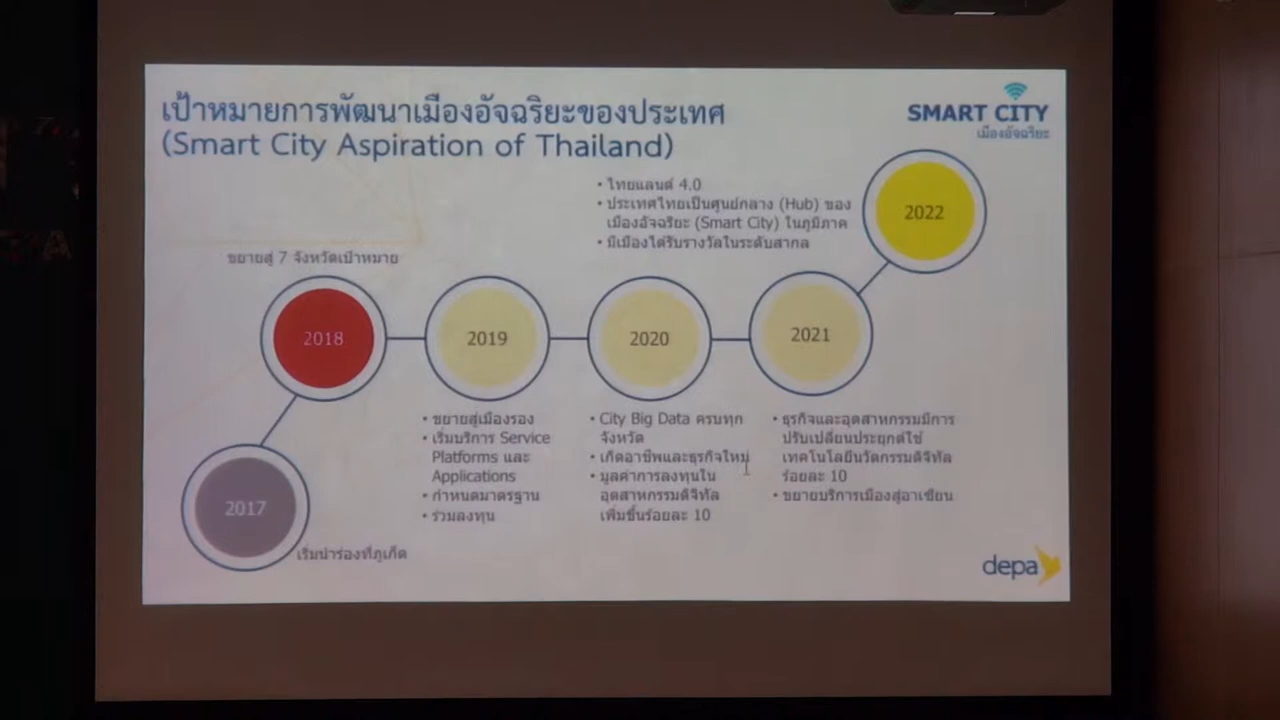 เป้าหมายการพัฒนาเมืองอัจฉริยะของประเทศ
(Smart City Aspiration of Thailand)
SMART CITY
เมืองอัจฉริยะ
• ไทยแลนด์ 4.0
• ประเทศไทยเป็นศูนย์กลาง (Hub) ของ
เมืองอัจฉริยะ (Smart City) ในภูมิภาค
• มีเมืองได้รับรางวัลในระดับสากล
2022
ขยายสู่ 7 จังหวัดเป้าหมาย
2018
2019
2020
2021
• ขยายสู่เมืองรอง
• เริ่มบริการ Service
Platforms และ
Applications
• กำหนดมาตรฐาน
• ร่วมลงทุน
• City Big Data ครบทุก
จังหวัด
• เกิดอาชีพและธุรกิจใหม่
• มูลค่าการลงทุนใน
อุตสาหกรรมดิจิทัล
เพิ่มขึ้นร้อยละ 10
• ธุรกิจและอุตสาหกรรมมีการ
ปรับเปลี่ยนประยุกต์ใช้
เทคโนโลยีนวัตกรรมดิจิทัล
ร้อยละ 10
• ขยายบริการเมืองสู่อาเซียน
2017
เริ่มนำร่องที่ภูเก็ต
depa